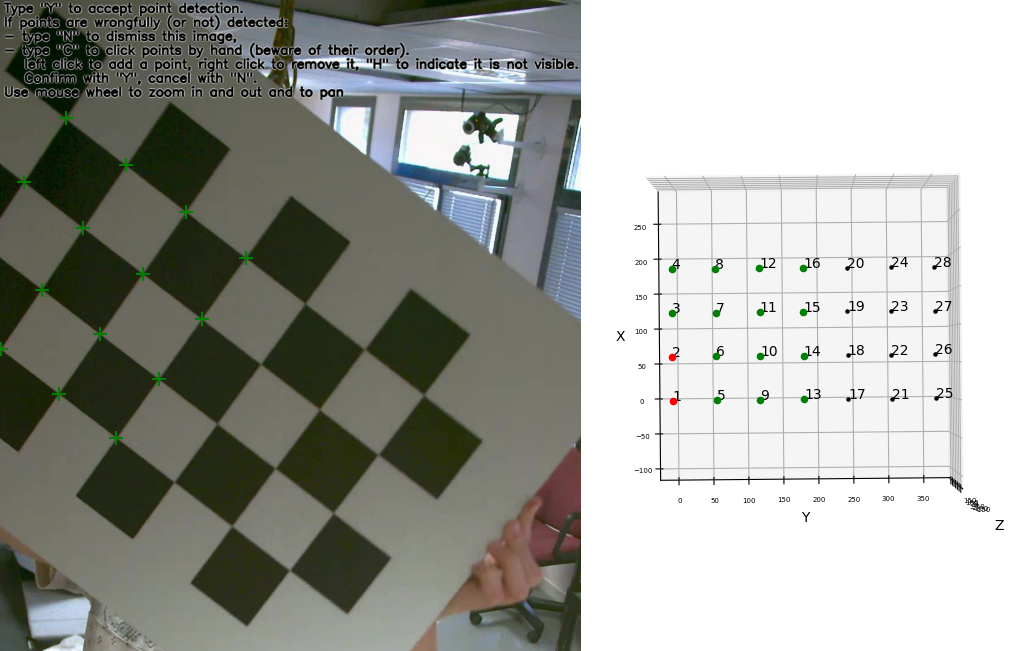 Type "Y" to accept point detection.
If points are wrongfully (or not) detected:
- type "N" to dismiss this image,
- type "C" to click points by hand (beware of their order).
left click to add a point, right click to remove it, "H" to indicate it is not visible.
Confirm with "Y", cancel with "N".
Use mouse wheel to zoom in and out and to pan
250
200
150
100
50
0
−50
−100
X
4 8 12 16 20 24 28
3 7 11 15 19 23 27
2 6 10 14 18 22 26
1 5 9 13 17 21 25
0 50 100 150 200 250 300 350
Y
Z